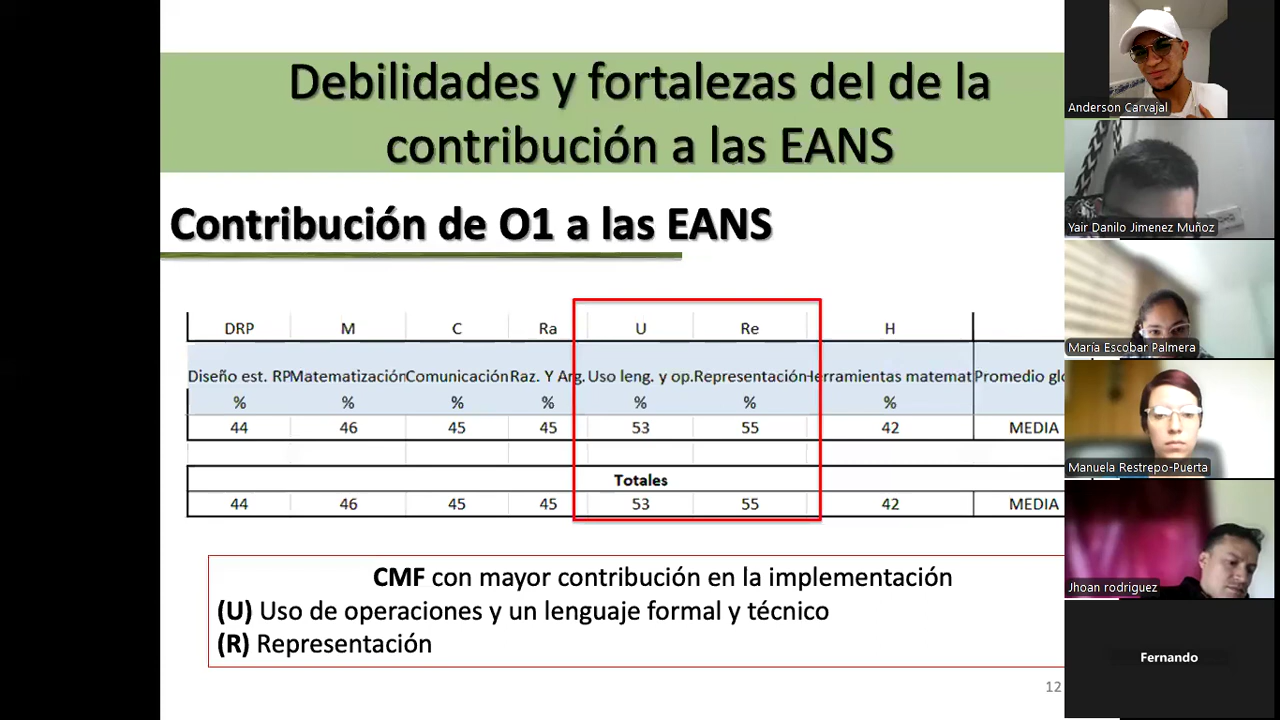 Debilidades y fortalezas del de la
contribución a las EANS
Contribución de O1 a las EANS
DRP M C Ra U Re H
Diseño est. RP Matematización Comunicación Raz. Y Arg. Uso leng. y op. Representación Herramientas matemat Promedio glo
% % % % % % %
44 46 45 45 53 55 42 MEDIA
Totales
44 46 45 45 53 55 42 MEDIA
CMF con mayor contribución en la implementación
(U) Uso de operaciones y un lenguaje formal y técnico
(R) Representación
12
Anderson Carvajal
Yair Danilo Jimenez Muñoz
María Escobar Palmera
Manuela Restrepo-Puerta
Jhoan rodriguez
Fernando